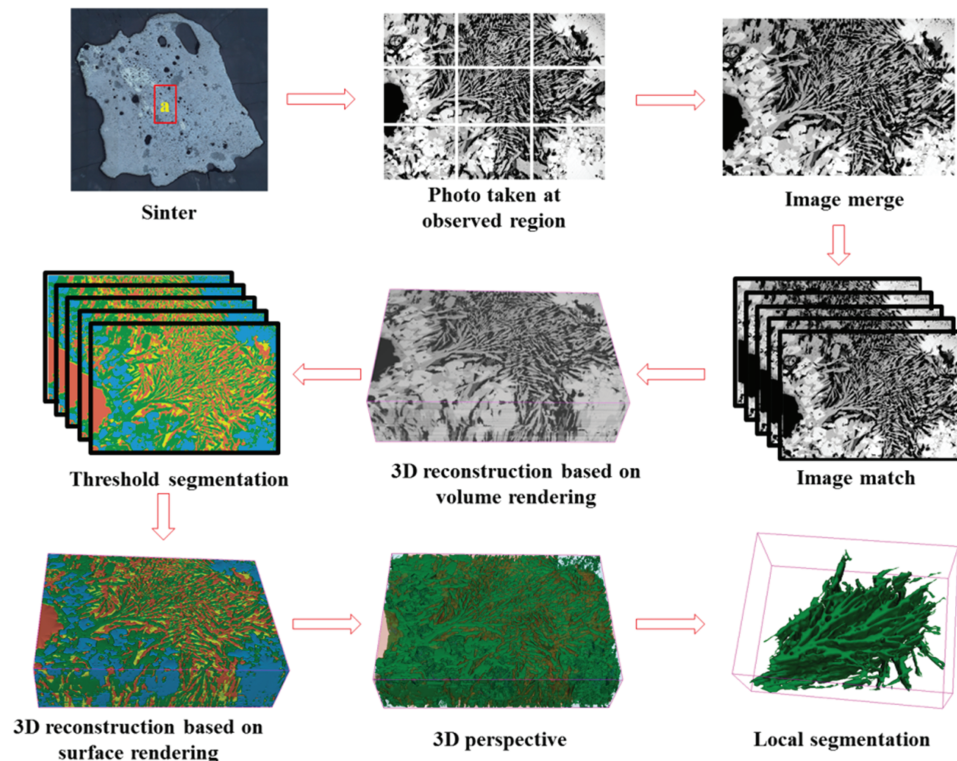 a
Sinter
Photo taken at
observed region
Image merge
Threshold segmentation
3D reconstruction based on
volume rendering
Image match
3D reconstruction based on
surface rendering
3D perspective
Local segmentation